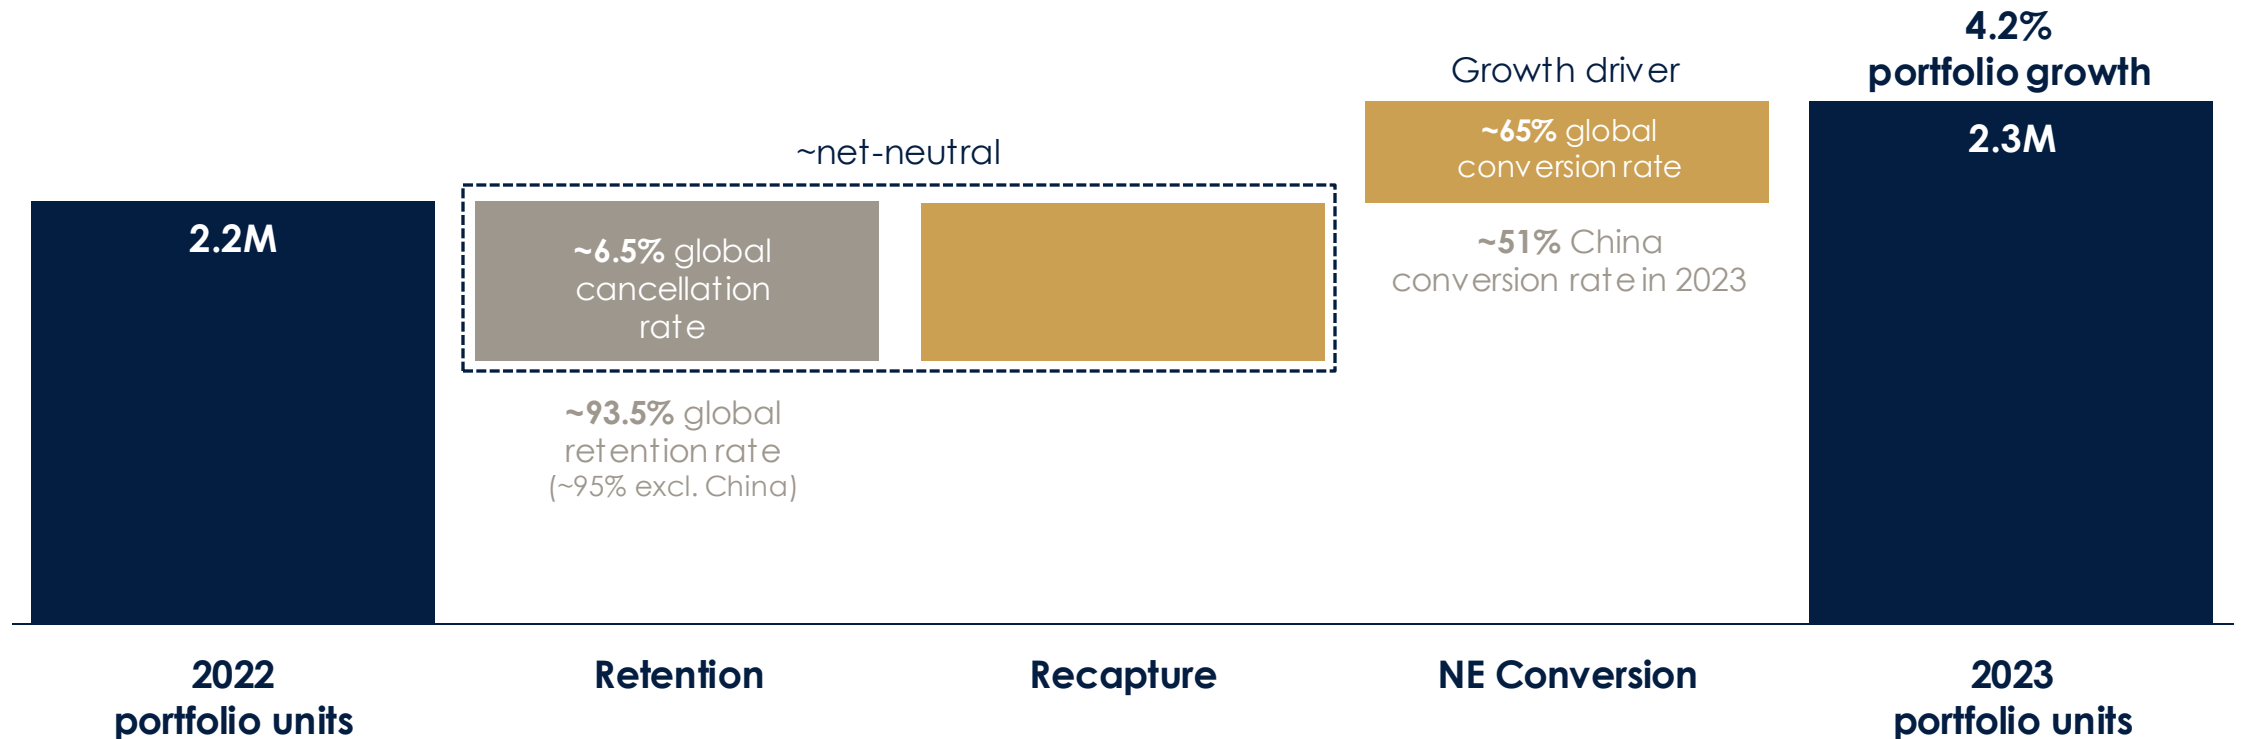 4.2%
portfolio growth
Growth driver
~net-neutral
2.2M
~6.5% global
cancellation
rate
~93.5% global
retention rate
(~95% excl. China)
~65% global
conversion rate
~51% China
conversion rate in 2023
2.3M
2022
portfolio units
Retention
Recapture
NE Conversion
2023
portfolio units